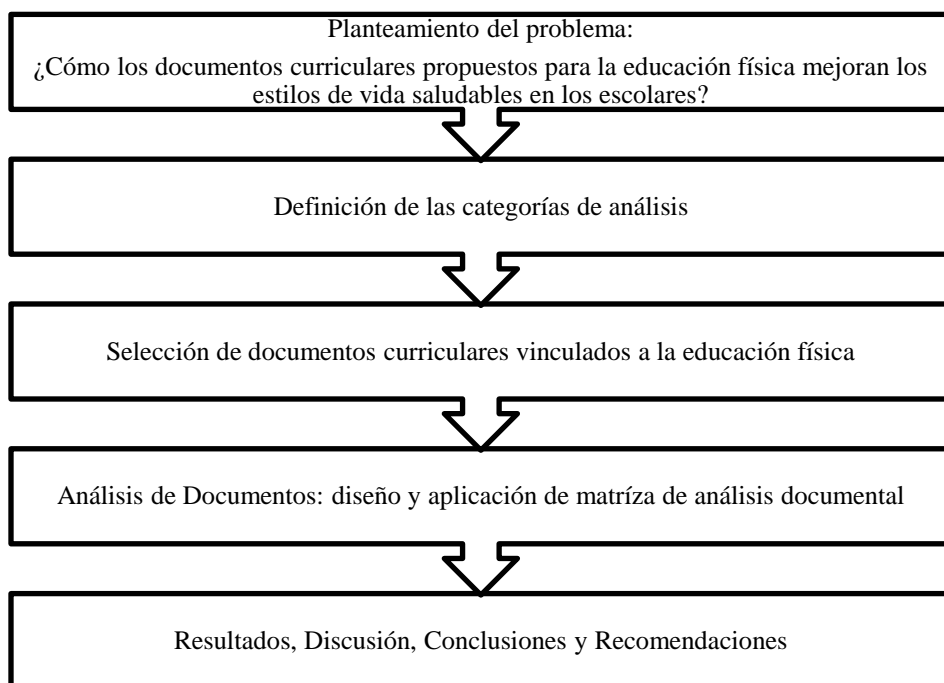 Planteamiento del problema:
¿Cómo los documentos curriculares propuestos para la educación física mejoran los
estilos de vida saludables en los escolares?
Definición de las categorías de análisis
Selección de documentos curriculares vinculados a la educación física
Análisis de Documentos: diseño y aplicación de matríza de análisis documental
Resultados, Discusión, Conclusiones y Recomendaciones